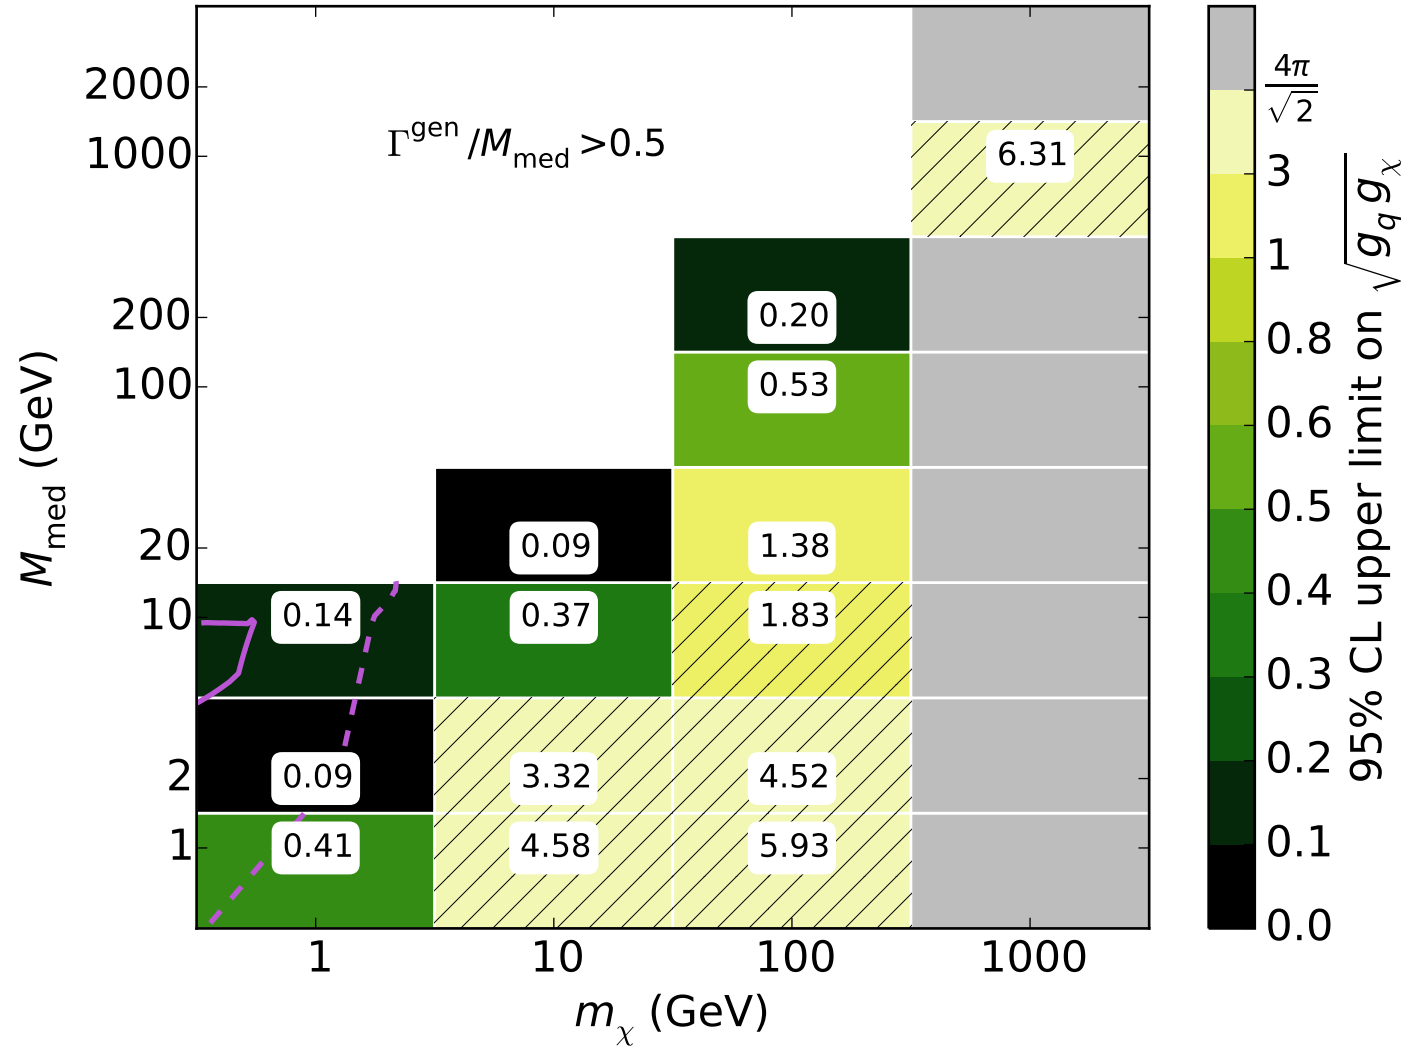 2000
1000
200
100
20
10
2
1
M_med (GeV)
Γ^gen /M_med >0.5
6.31
0.20
0.53
0.09 1.38
0.14 0.37 1.83
0.09 3.32 4.52
0.41 4.58 5.93
1 10 100 1000
m_χ (GeV)
4π/√2
3
1
0.8
0.6
0.5
0.4
0.3
0.2
0.1
0.0
95% CL upper limit on √g_q g_χ